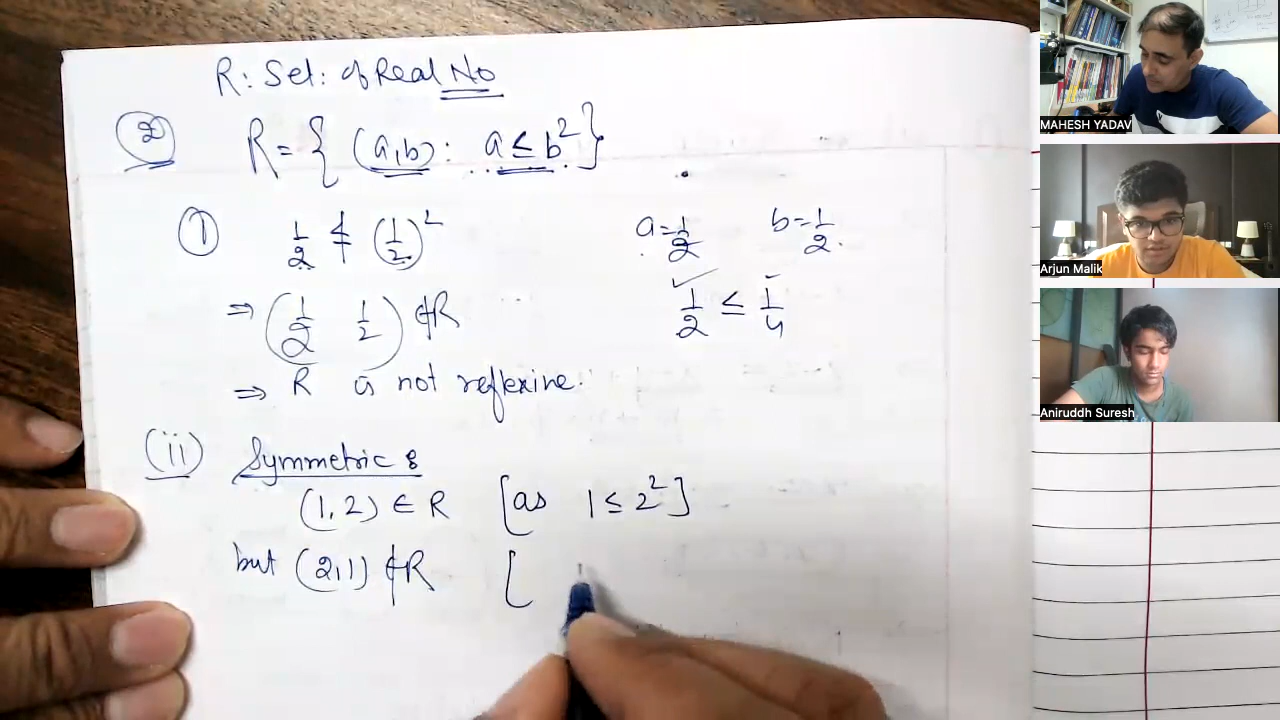 R: Set: of Real No
② R = { (a,b) : a ≤ b² }
① 1/2 ≰ (1/2)² a = 1/2 b = 1/2.
⇒ (1/2 1/2) ∉ R 1/2 ≤ 1/4
⇒ R is not reflexive.
(ii) Symmetric :
(1,2) ∈ R [as 1 ≤ 2²]
but (2,1) ∉ R [
MAHESH YADAV
Arjun Malik
Aniruddh Suresh